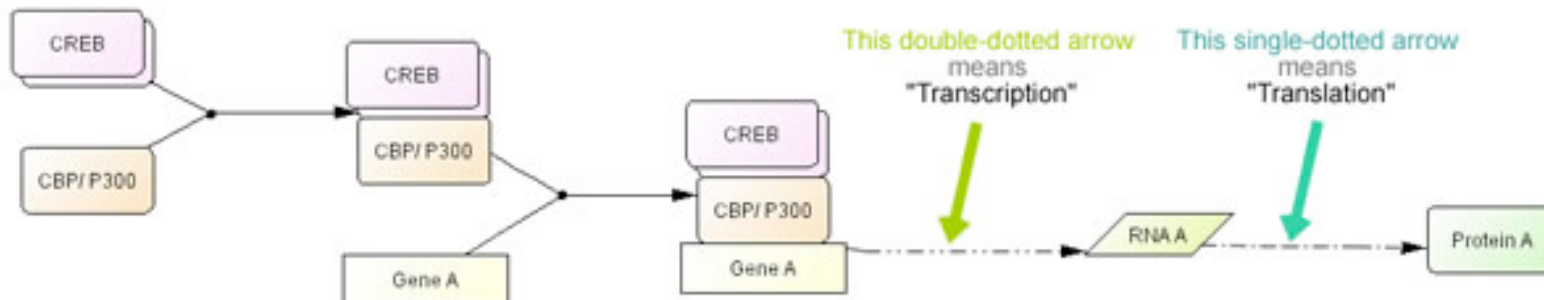 CREB
CBP/ P300
CREB
CBP/ P300
Gene A
CREB
CBP/ P300
Gene A
This double-dotted arrow
means
"Transcription"
RNA A
This single-dotted arrow
means
"Translation"
Protein A